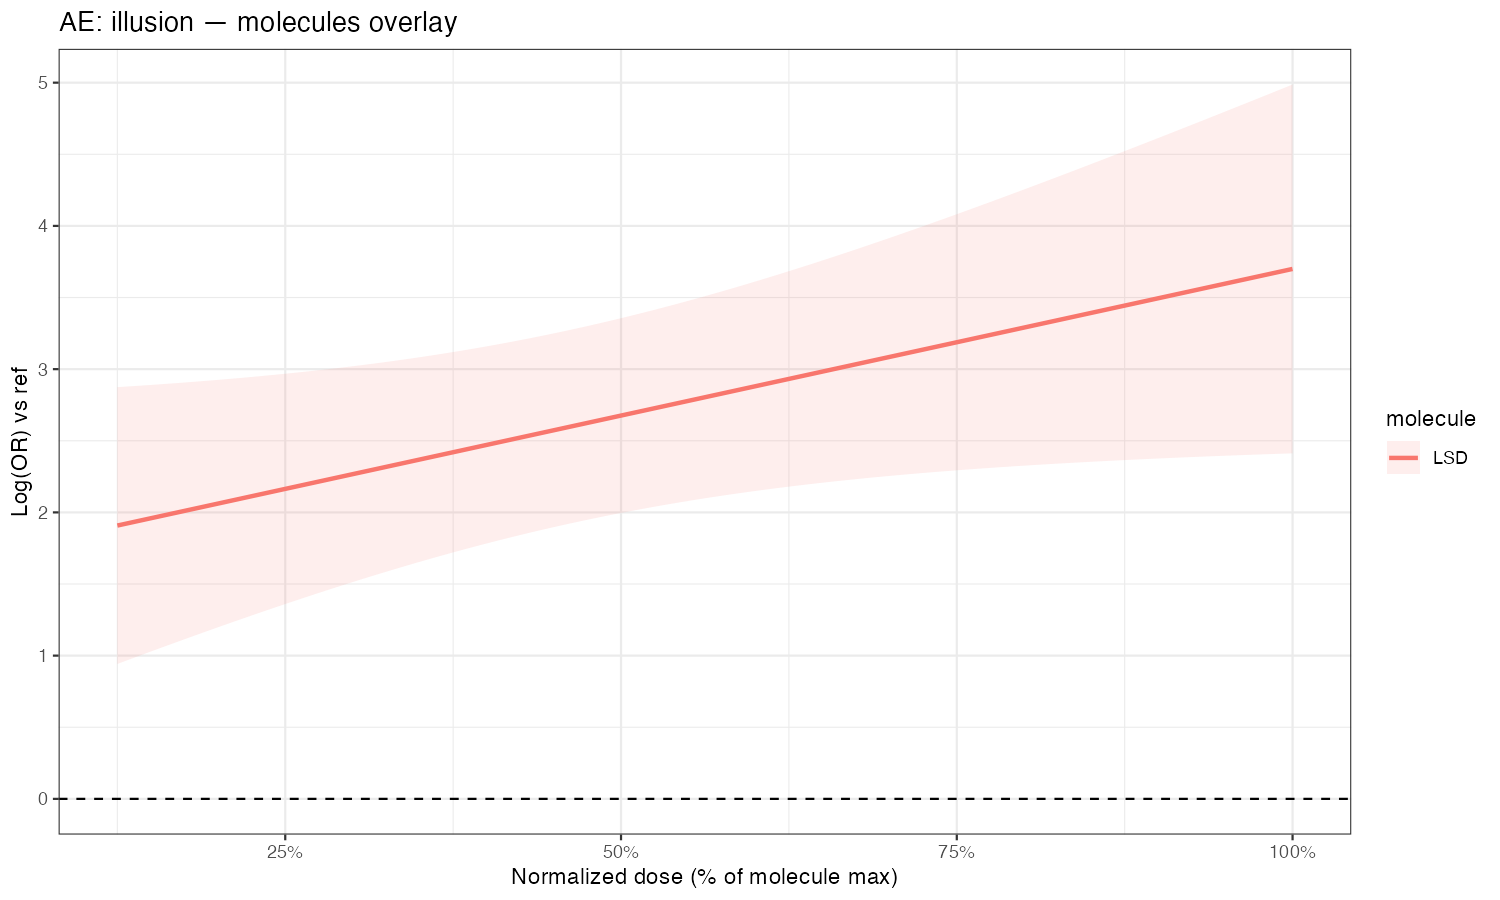 AE: illusion — molecules overlay
5
4
3
2
1
0
Log(OR) vs ref
25% 50% 75% 100%
Normalized dose (% of molecule max)
molecule
LSD